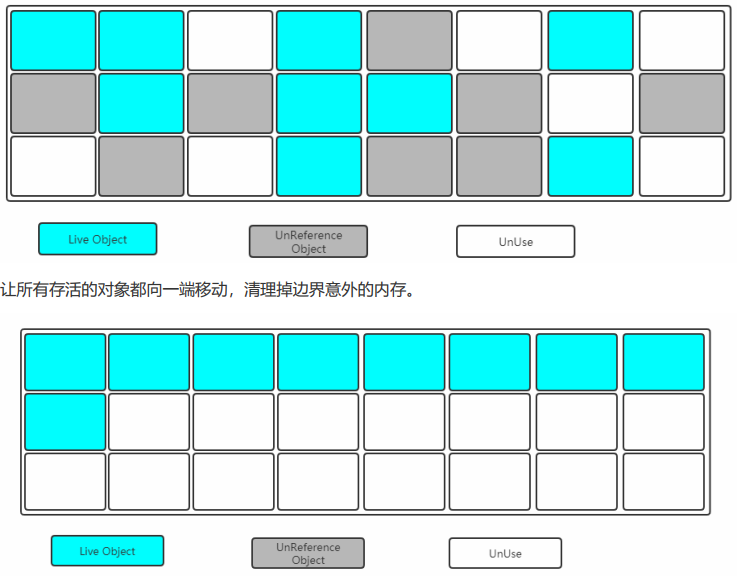 Live Object
UnReference
Object
UnUse
让所有存活的对象都向一端移动，清理掉边界意外的内存。
Live Object
UnReference
Object
UnUse